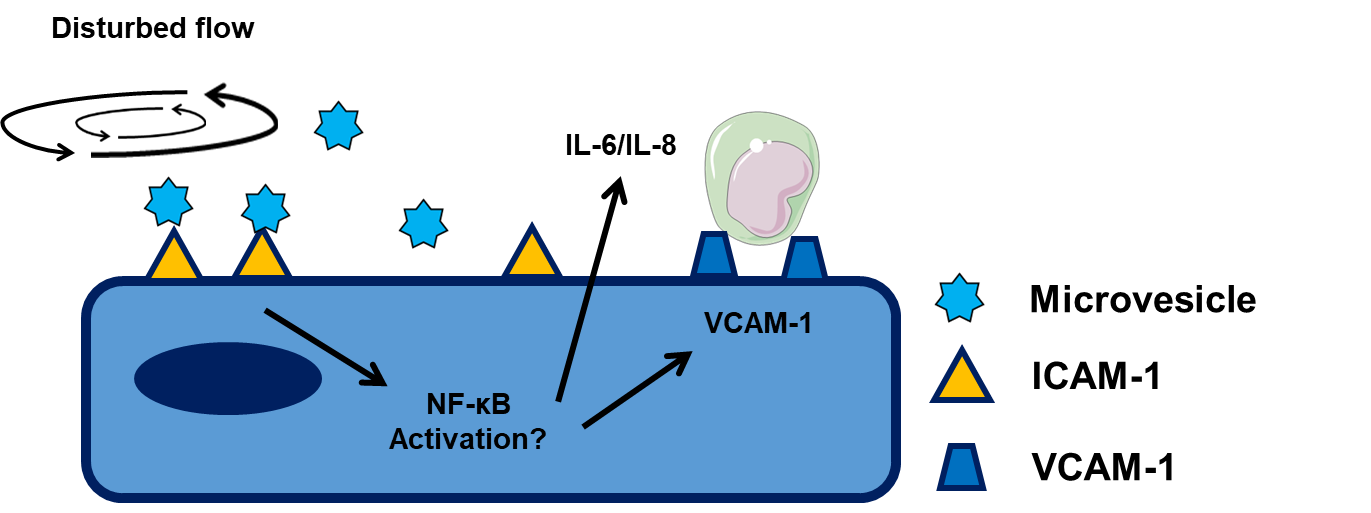 Disturbed flow
IL-6/IL-8
VCAM-1
NF-κB
Activation?
Microvesicle
ICAM-1
VCAM-1